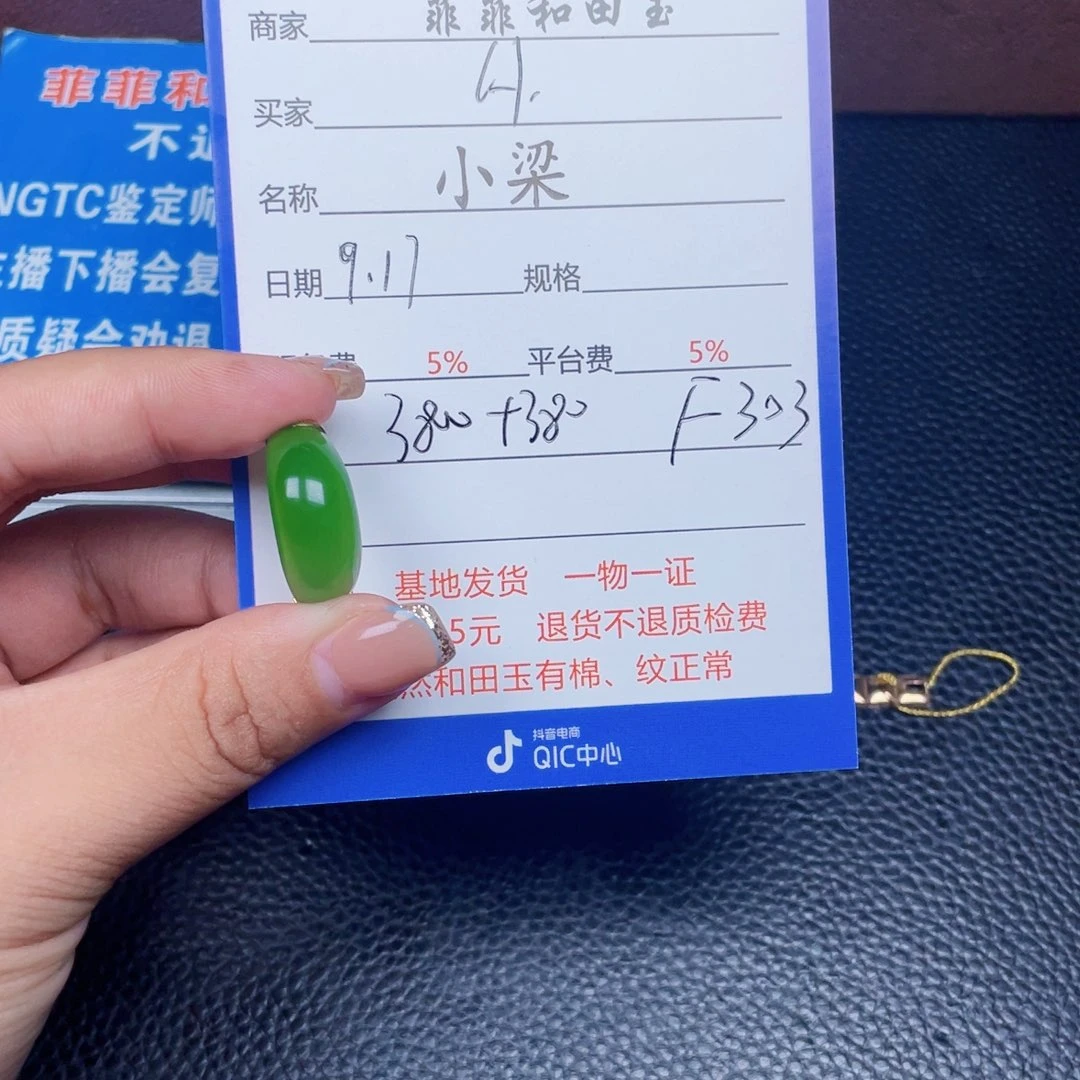 商家 菲菲和田玉
买家
名称 小梁
日期 9.17 规格
费 5% 平台费 5%
3800+380 F303
基地发货 一物一证
5元 退货不退质检费
然和田玉有棉、纹正常
抖音电商
QIC中心
菲菲和
不退
NGTC鉴定师
主播下播会复
质疑会劝退